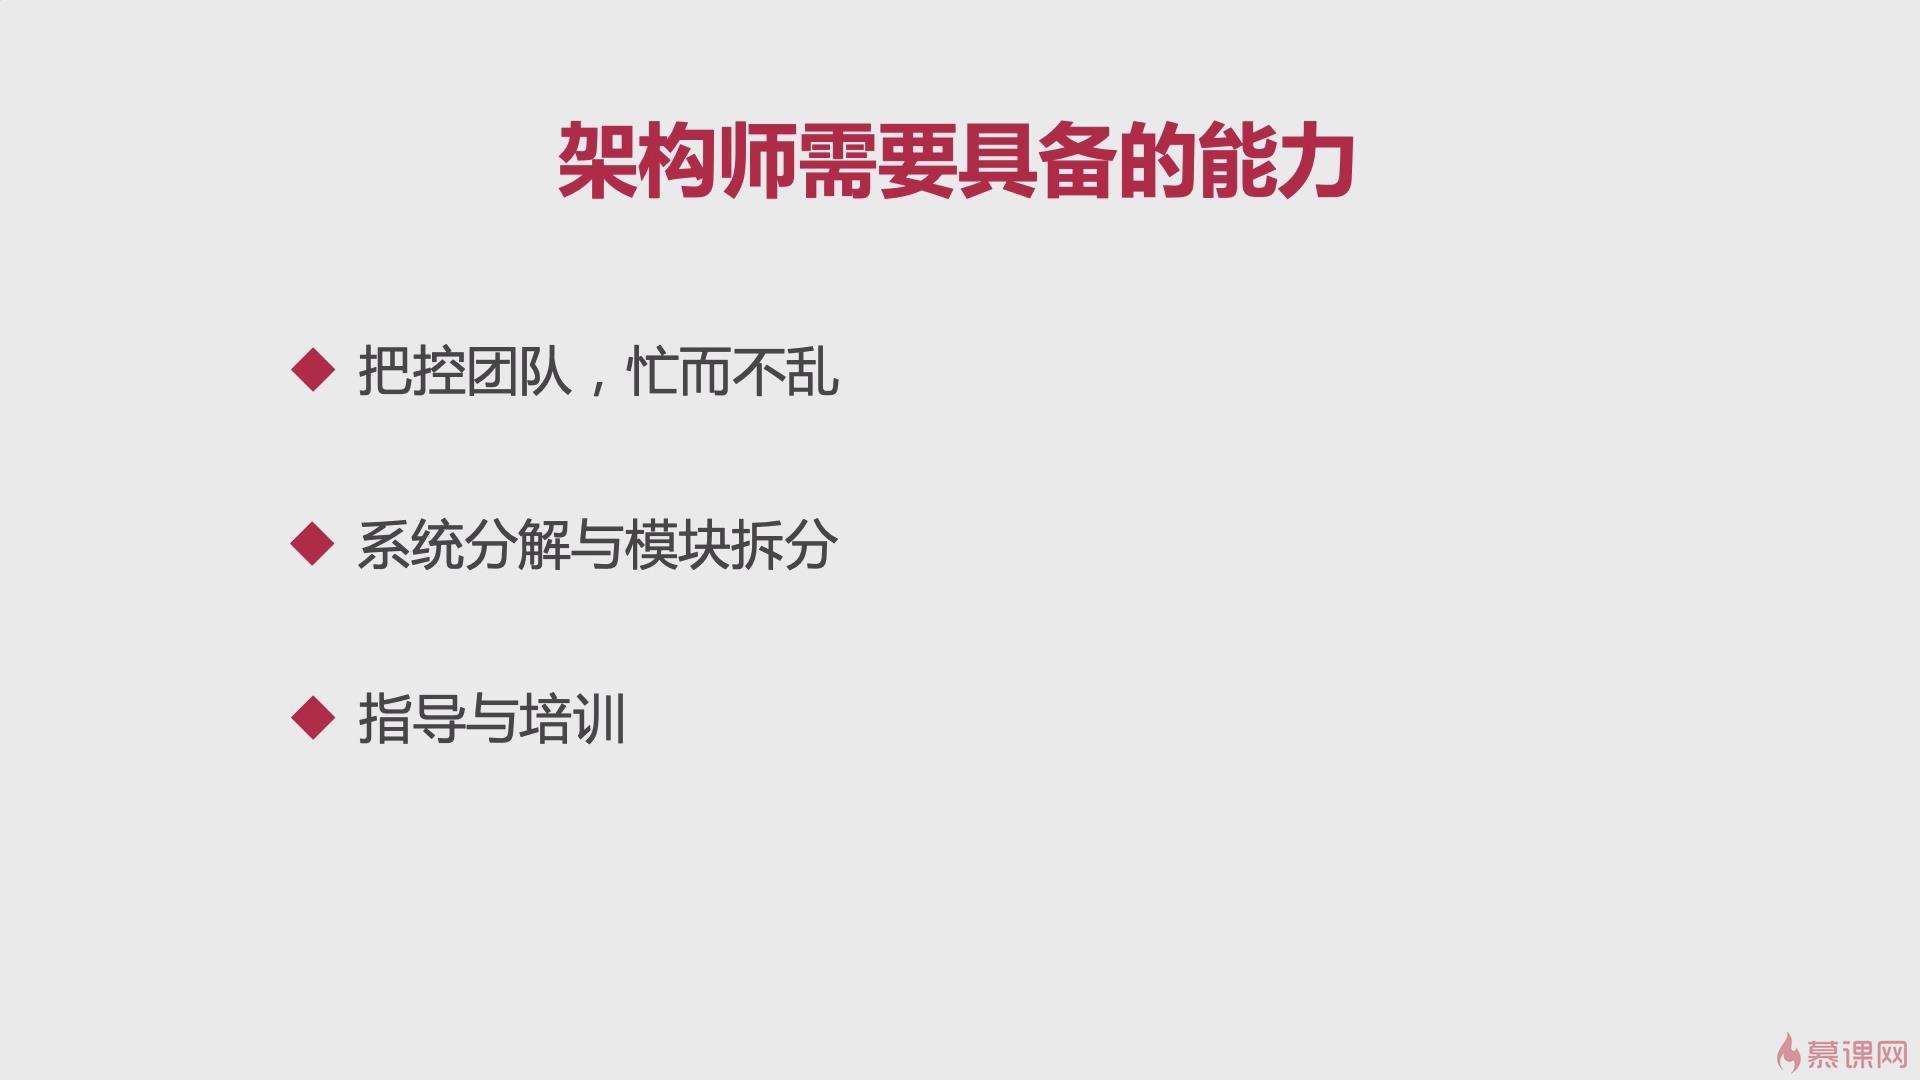 架构师需要具备的能力
把控团队，忙而不乱
系统分解与模块拆分
指导与培训
慕课网